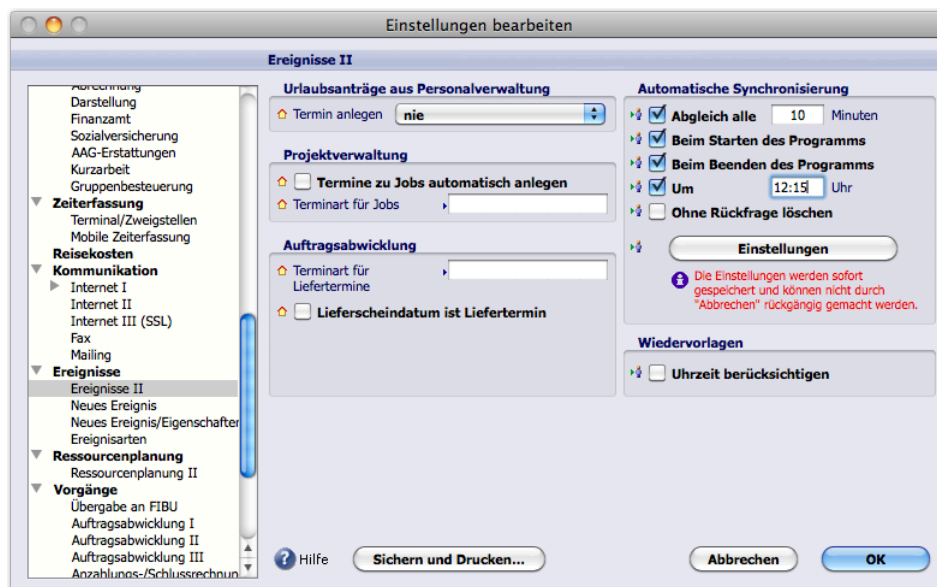 Einstellungen bearbeiten
Ereignisse II
Abrechnung
Darstellung
Finanzamt
Sozialversicherung
AAG-Erstattungen
Kurzarbeit
Gruppenbesteuerung
Zeiterfassung
Terminal/Zweigstellen
Mobile Zeiterfassung
Reisekosten
Kommunikation
Internet I
Internet II
Internet III (SSL)
Fax
Mailing
Ereignisse
Ereignisse II
Neues Ereignis
Neues Ereignis/Eigenschafter
Ereignisarten
Ressourcenplanung
Ressourcenplanung II
Vorgänge
Übergabe an FIBU
Auftragsabwicklung I
Auftragsabwicklung II
Auftragsabwicklung III
Anzahlungs-/Schlussrechnun
Urlaubsanträge aus Personalverwaltung
Termin anlegen nie
Projektverwaltung
Termine zu Jobs automatisch anlegen
Terminart für Jobs
Auftragsabwicklung
Terminart für
Liefertermine
Lieferscheindatum ist Liefertermin
Automatische Synchronisierung
Abgleich alle 10 Minuten
Beim Starten des Programms
Beim Beenden des Programms
Um 12:15 Uhr
Ohne Rückfrage löschen
Einstellungen
Die Einstellungen werden sofort
gespeichert und können nicht durch
"Abbrechen" rückgängig gemacht werden.
Wiedervorlagen
Uhrzeit berücksichtigen
? Hilfe
Sichern und Drucken...
Abbrechen
OK